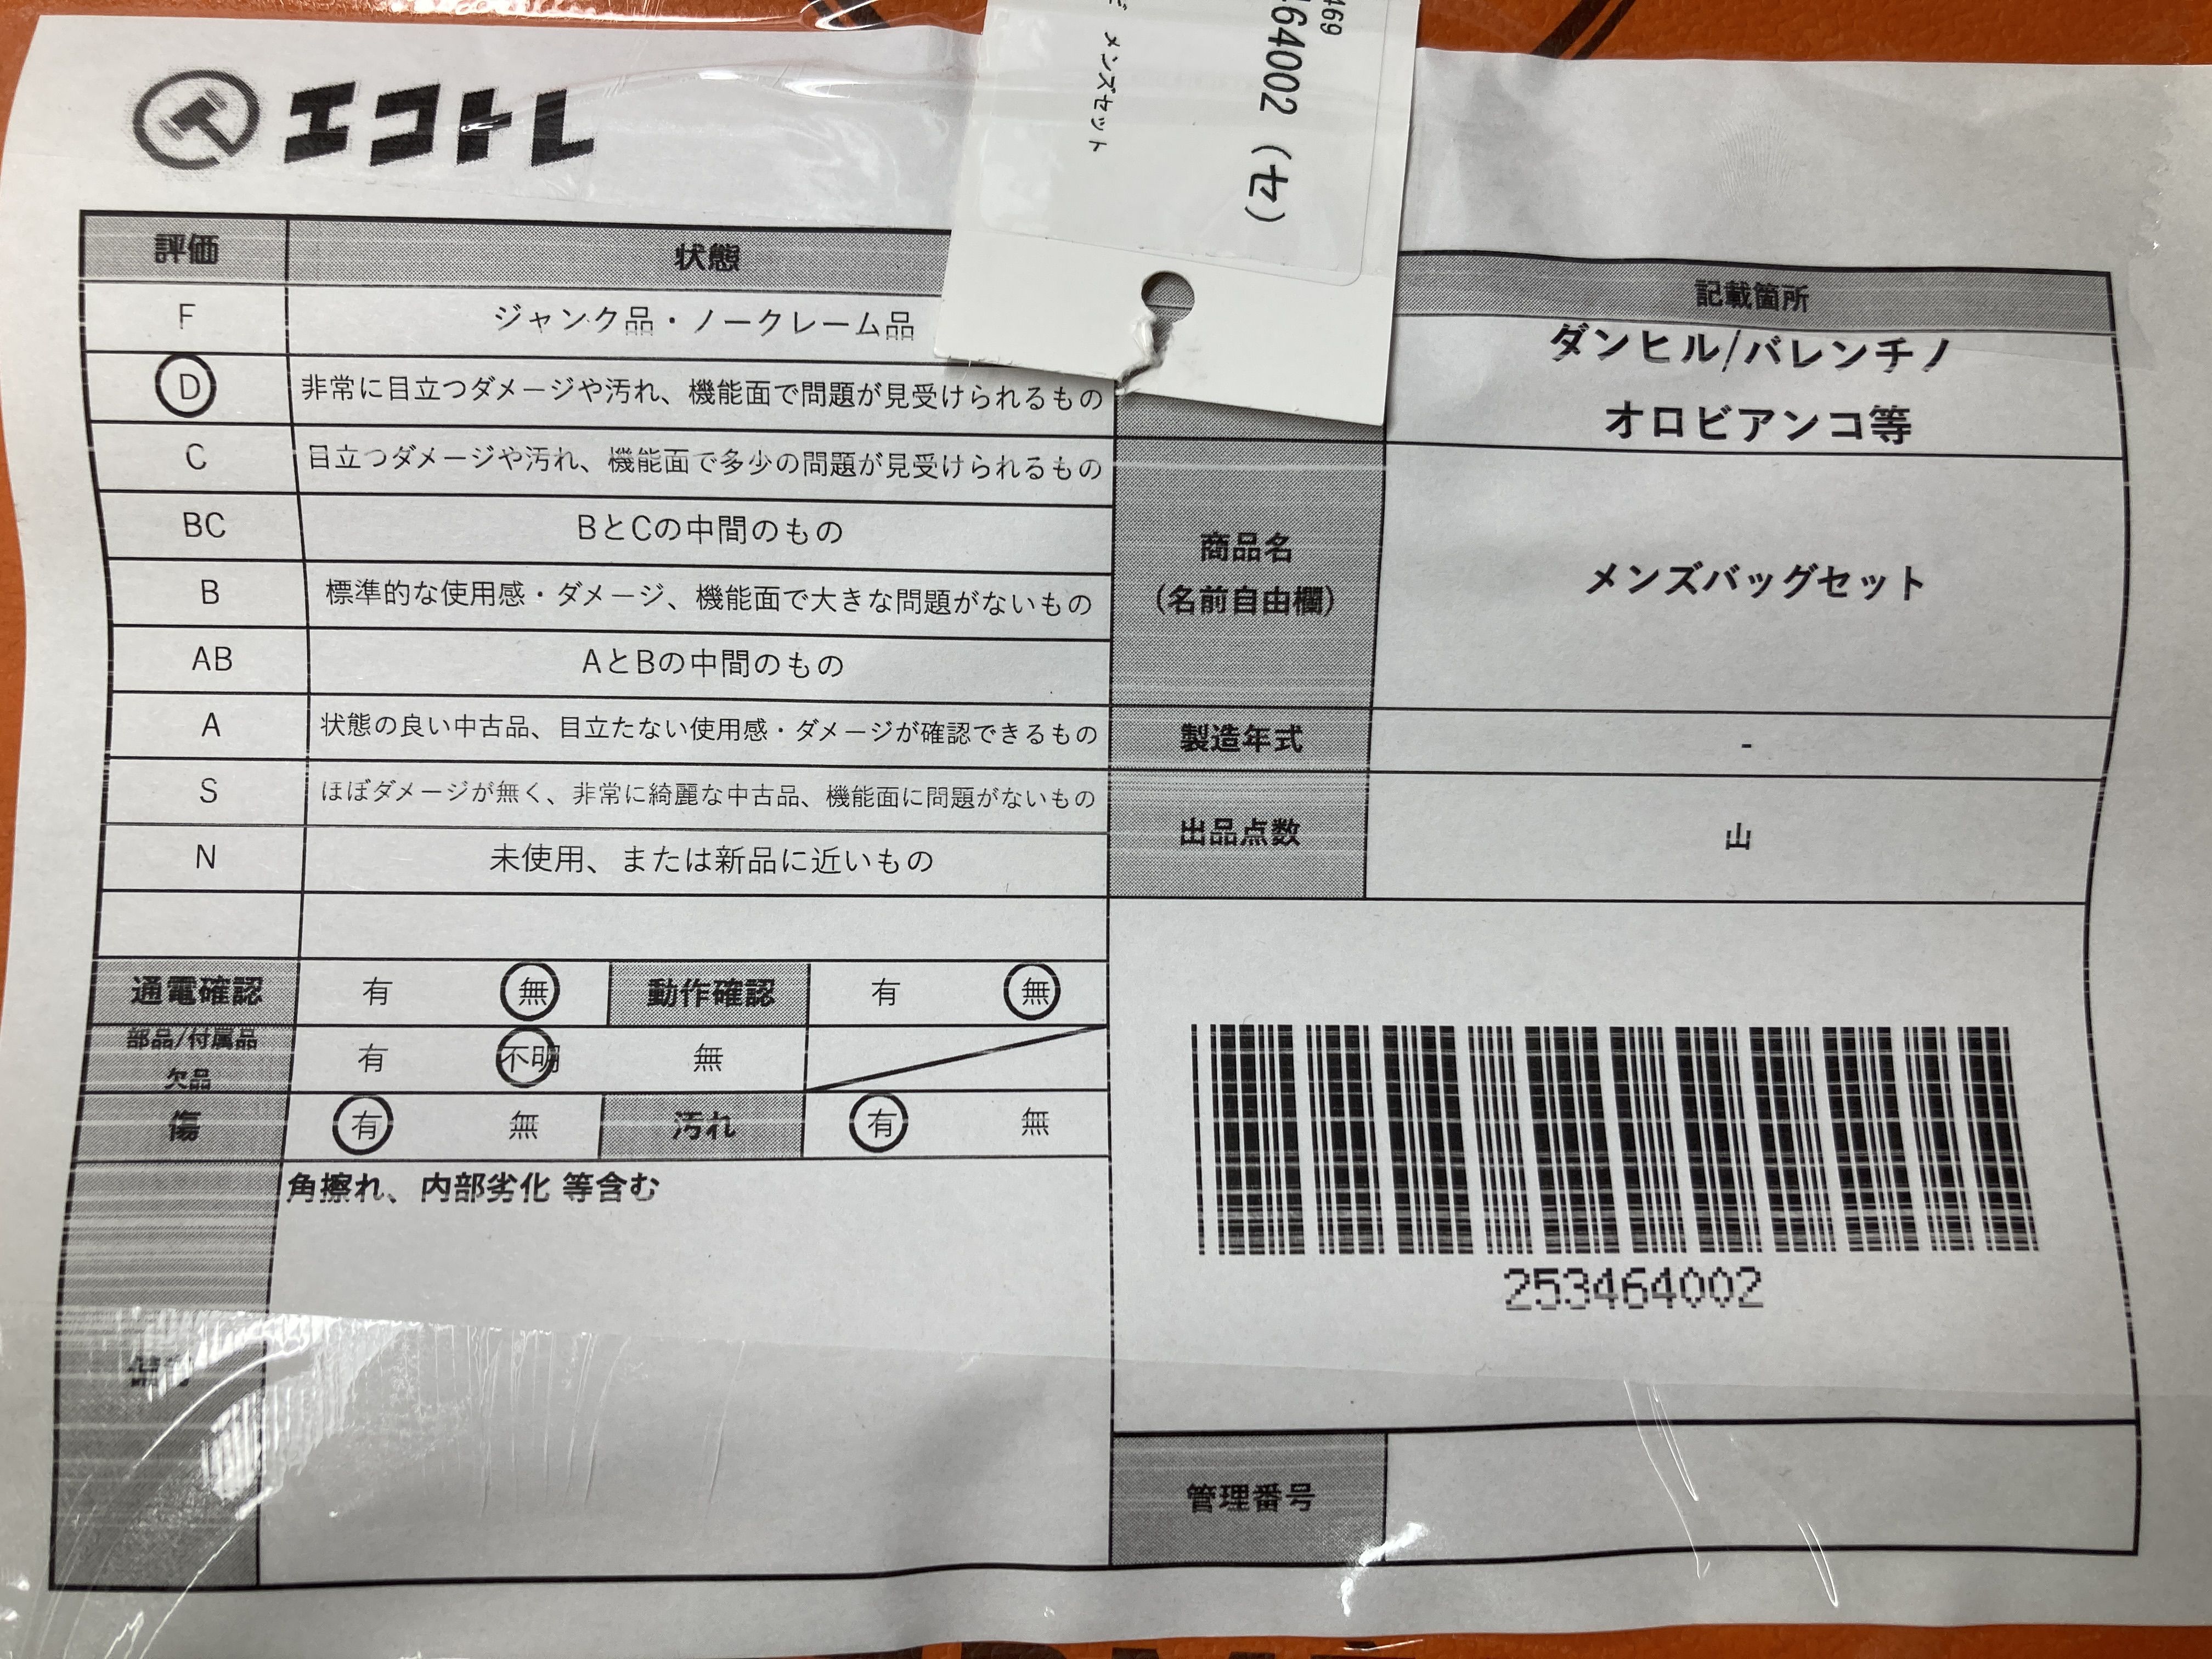 エコトレ
469
64002（セ）
メンズセット
評価 状態
F ジャンク品・ノークレーム品
D 非常に目立つダメージや汚れ、機能面で問題が見受けられるもの
C 目立つダメージや汚れ、機能面で多少の問題が見受けられるもの
BC BとCの中間のもの
B 標準的な使用感・ダメージ、機能面で大きな問題がないもの
AB AとBの中間のもの
A 状態の良い中古品、目立たない使用感・ダメージが確認できるもの
S ほぼダメージが無く、非常に綺麗な中古品、機能面に問題がないもの
N 未使用、または新品に近いもの
通電確認 有 無 動作確認 有 無
部品/付属品
欠品 有 不明 無
傷 有 無 汚れ 有 無
角擦れ、内部劣化 等含む
記載箇所
ダンヒル/バレンチノ
オロビアンコ等
商品名
（名前自由欄）
メンズバッグセット
製造年式 -
出品点数 山
253464002
管理番号